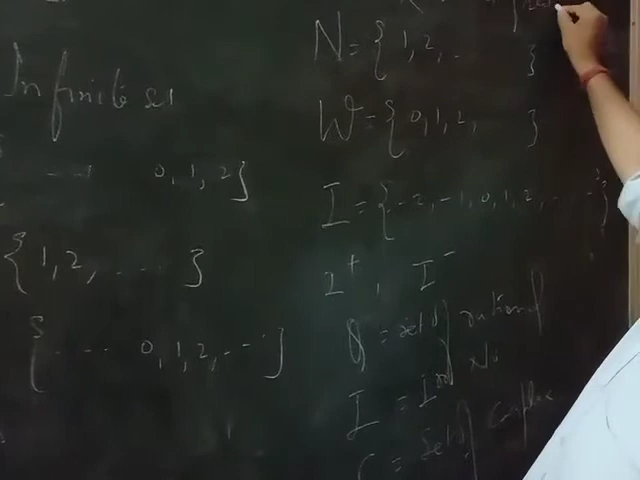 Infinite set
--- 0, 1, 2}
{1, 2, .... }
{.... 0, 1, 2, ...}
N = {1, 2, .. }
W = {0, 1, 2, }
I = {..-2, -1, 0, 1, 2, ....}
I⁺, I⁻
Q = set of rational
No
I =
C = Set of Complex